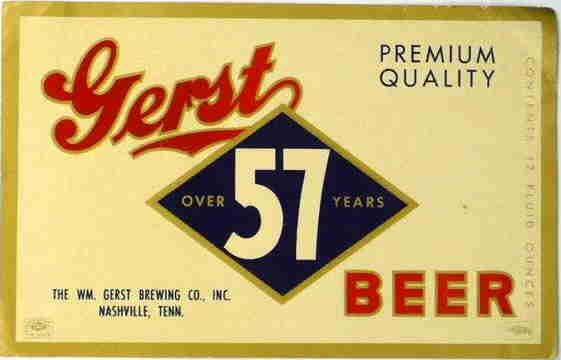 Gerst
PREMIUM
QUALITY
CONTENTS 12 FLUID OUNCES
OVER 57 YEARS
THE WM. GERST BREWING CO., INC.
NASHVILLE, TENN.
BEER